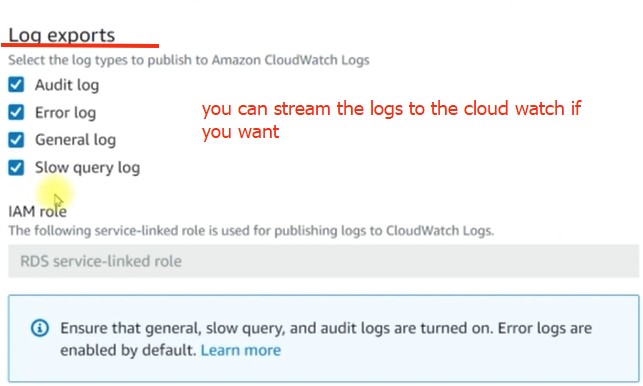 Log exports
Select the log types to publish to Amazon CloudWatch Logs
Audit log
Error log
you can stream the logs to the cloud watch if
you want
General log
Slow query log
IAM role
The following service-linked role is used for publishing logs to CloudWatch Logs.
RDS service-linked role
Ensure that general, slow query, and audit logs are turned on. Error logs are
enabled by default. Learn more